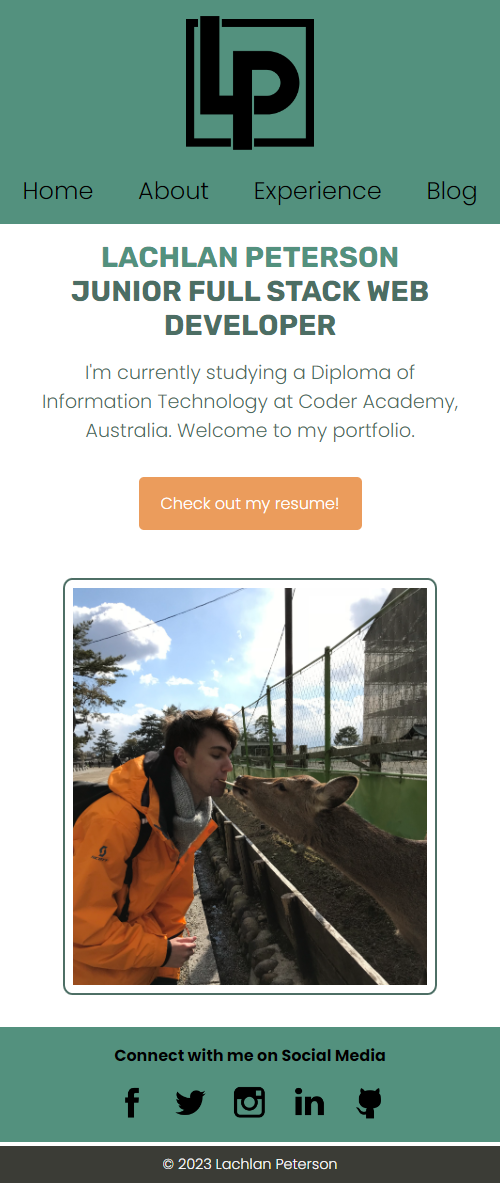 LP
Home About Experience Blog
LACHLAN PETERSON
JUNIOR FULL STACK WEB
DEVELOPER
I'm currently studying a Diploma of
Information Technology at Coder Academy,
Australia. Welcome to my portfolio.
Check out my resume!
Connect with me on Social Media
© 2023 Lachlan Peterson